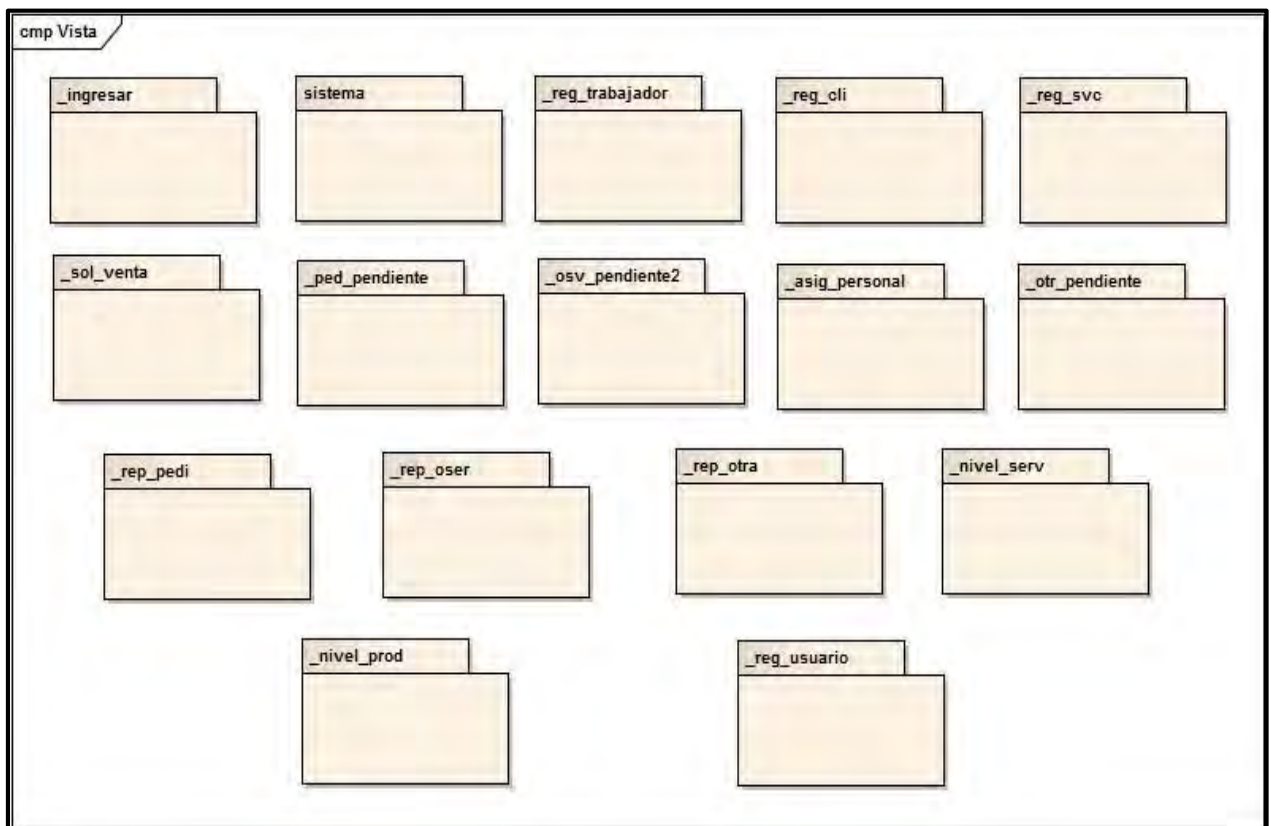 cmp Vista
_ingresar
sistema
_reg_trabajador
_reg_cli
_reg_svc
_sol_venta
_ped_pendiente
_osv_pendiente2
_asig_personal
_otr_pendiente
_rep_pedi
_rep_oser
_rep_otra
_nivel_serv
_nivel_prod
_reg_usuario